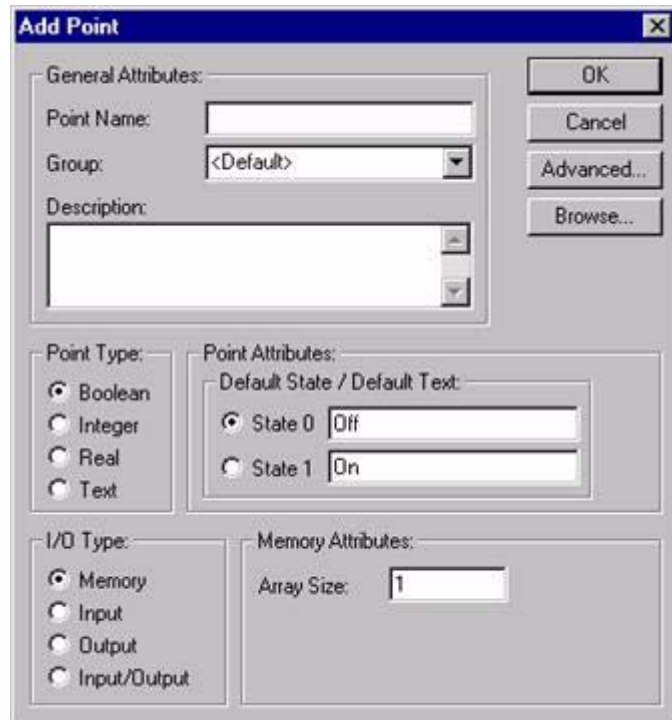 Add Point
General Attributes:
Point Name:
Group: <Default>
Description:
OK
Cancel
Advanced...
Browse...
Point Type:
Boolean
Integer
Real
Text
Point Attributes:
Default State / Default Text:
State 0 Off
State 1 On
I/O Type:
Memory
Input
Output
Input/Output
Memory Attributes:
Array Size: 1